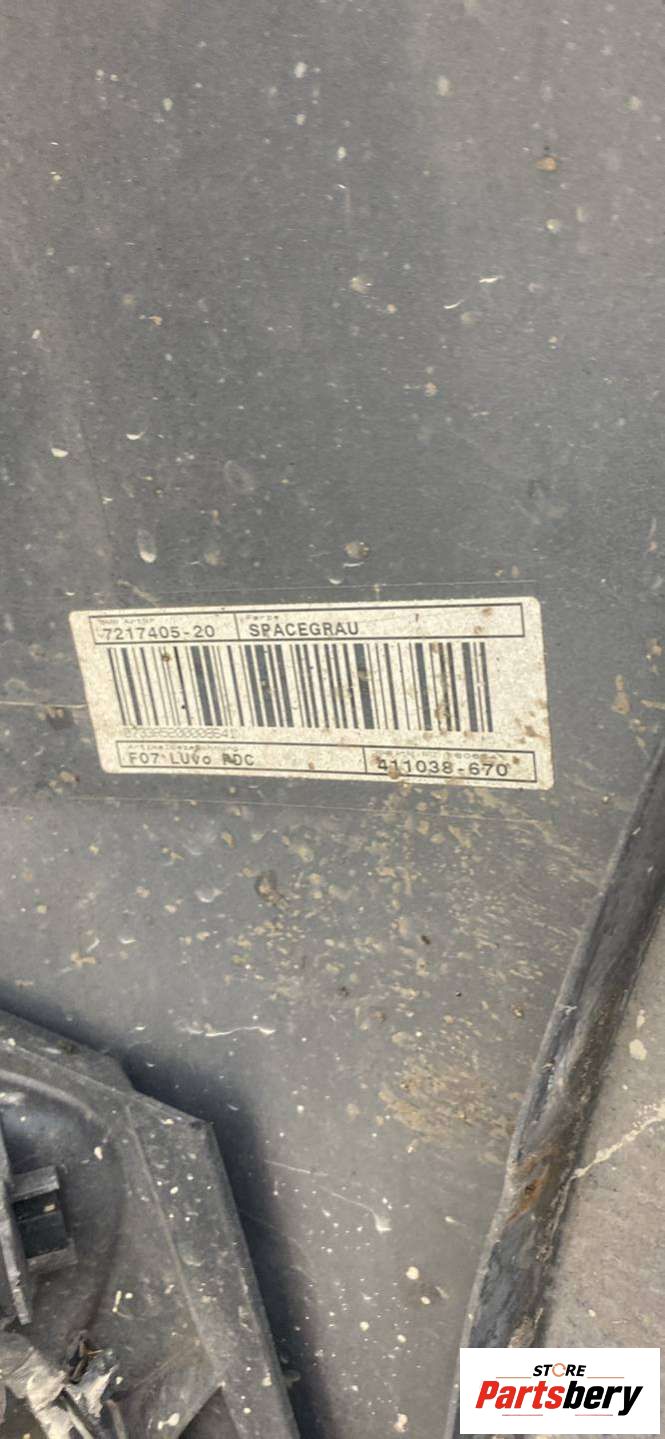 7217405-20 SPACEGRAU
F07 LUVo PDC 411038-670
STORE
Partsbery